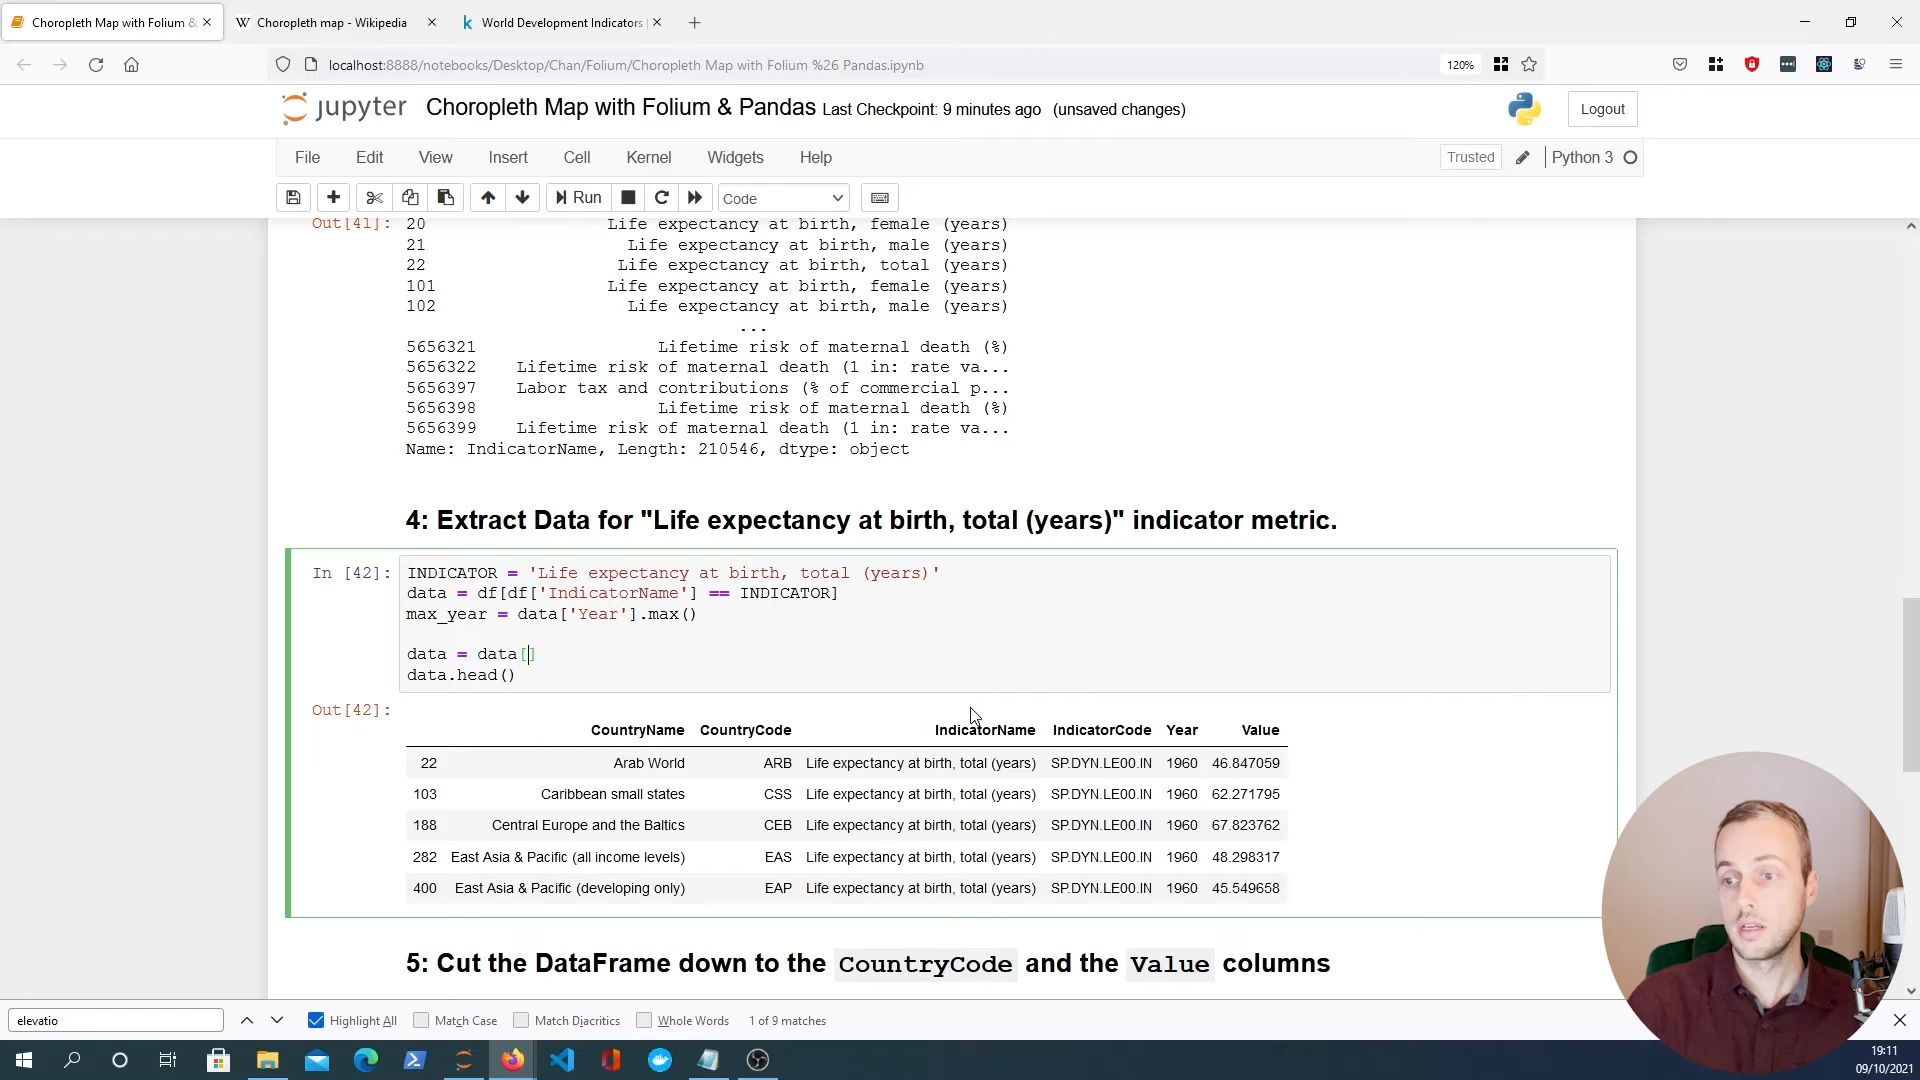 Choropleth Map with Folium &
Choropleth map - Wikipedia
World Development Indicators
localhost:8888/notebooks/Desktop/Chan/Folium/Choropleth Map with Folium %26 Pandas.ipynb
120%
jupyter
Choropleth Map with Folium & Pandas Last Checkpoint: 9 minutes ago (unsaved changes)
Logout
File Edit View Insert Cell Kernel Widgets Help
Trusted
Python 3
Run
Code
Out[41]: 20 Life expectancy at birth, female (years)
21 Life expectancy at birth, male (years)
22 Life expectancy at birth, total (years)
101 Life expectancy at birth, female (years)
102 Life expectancy at birth, male (years)
...
5656321 Lifetime risk of maternal death (%)
5656322 Lifetime risk of maternal death (1 in: rate va...
5656397 Labor tax and contributions (% of commercial p...
5656398 Lifetime risk of maternal death (%)
5656399 Lifetime risk of maternal death (1 in: rate va...
Name: IndicatorName, Length: 210546, dtype: object
4: Extract Data for "Life expectancy at birth, total (years)" indicator metric.
In [42]: INDICATOR = 'Life expectancy at birth, total (years)'
data = df[df['IndicatorName'] == INDICATOR]
max_year = data['Year'].max()
data = data[]
data.head()
Out[42]:
CountryName CountryCode IndicatorName IndicatorCode Year Value
22 Arab World ARB Life expectancy at birth, total (years) SP.DYN.LE00.IN 1960 46.847059
103 Caribbean small states CSS Life expectancy at birth, total (years) SP.DYN.LE00.IN 1960 62.271795
188 Central Europe and the Baltics CEB Life expectancy at birth, total (years) SP.DYN.LE00.IN 1960 67.823762
282 East Asia & Pacific (all income levels) EAS Life expectancy at birth, total (years) SP.DYN.LE00.IN 1960 48.298317
400 East Asia & Pacific (developing only) EAP Life expectancy at birth, total (years) SP.DYN.LE00.IN 1960 45.549658
5: Cut the DataFrame down to the CountryCode and the Value columns
elevatio
Highlight All Match Case Match Diacritics Whole Words 1 of 9 matches
19:11
09/10/2021